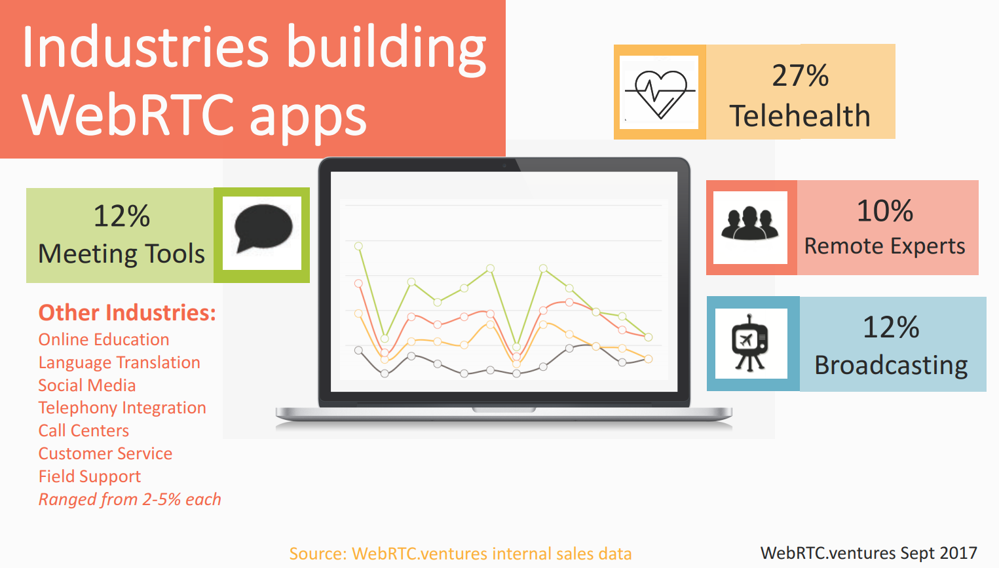 Industries building
WebRTC apps
27%
Telehealth
12%
Meeting Tools
10%
Remote Experts
12%
Broadcasting
Other Industries:
Online Education
Language Translation
Social Media
Telephony Integration
Call Centers
Customer Service
Field Support
Ranged from 2-5% each
Source: WebRTC.ventures internal sales data
WebRTC.ventures Sept 2017